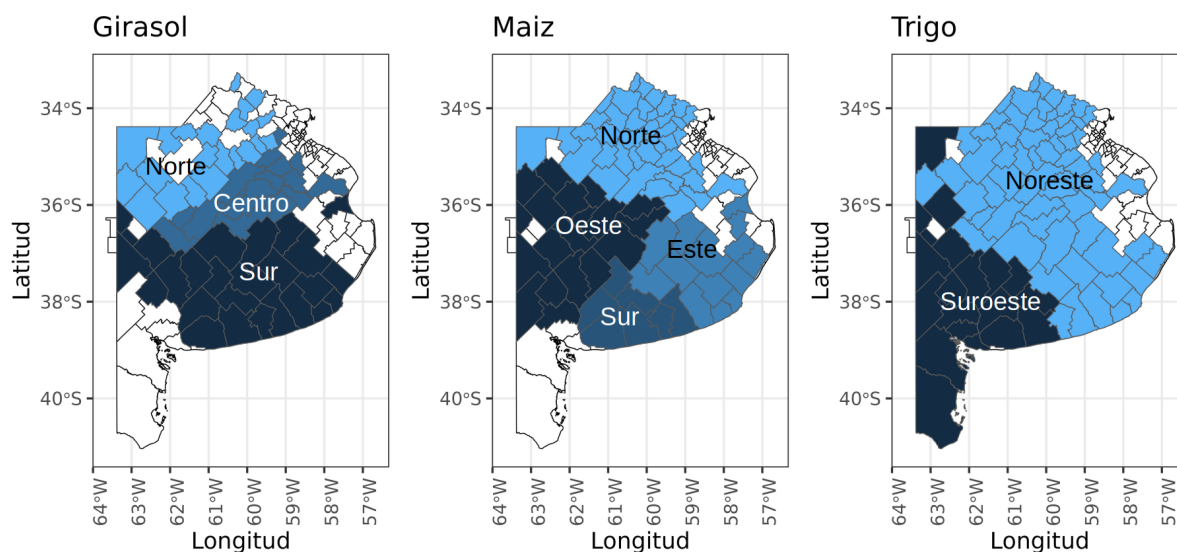 Girasol
Maiz
Trigo
Latitud
34°S
36°S
38°S
40°S
Norte
Centro
Sur
64°W
63°W
62°W
61°W
60°W
59°W
58°W
57°W
Longitud
Latitud
34°S
36°S
38°S
40°S
Norte
Oeste
Este
Sur
64°W
63°W
62°W
61°W
60°W
59°W
58°W
57°W
Longitud
Latitud
34°S
36°S
38°S
40°S
Noreste
Suroeste
64°W
63°W
62°W
61°W
60°W
59°W
58°W
57°W
Longitud